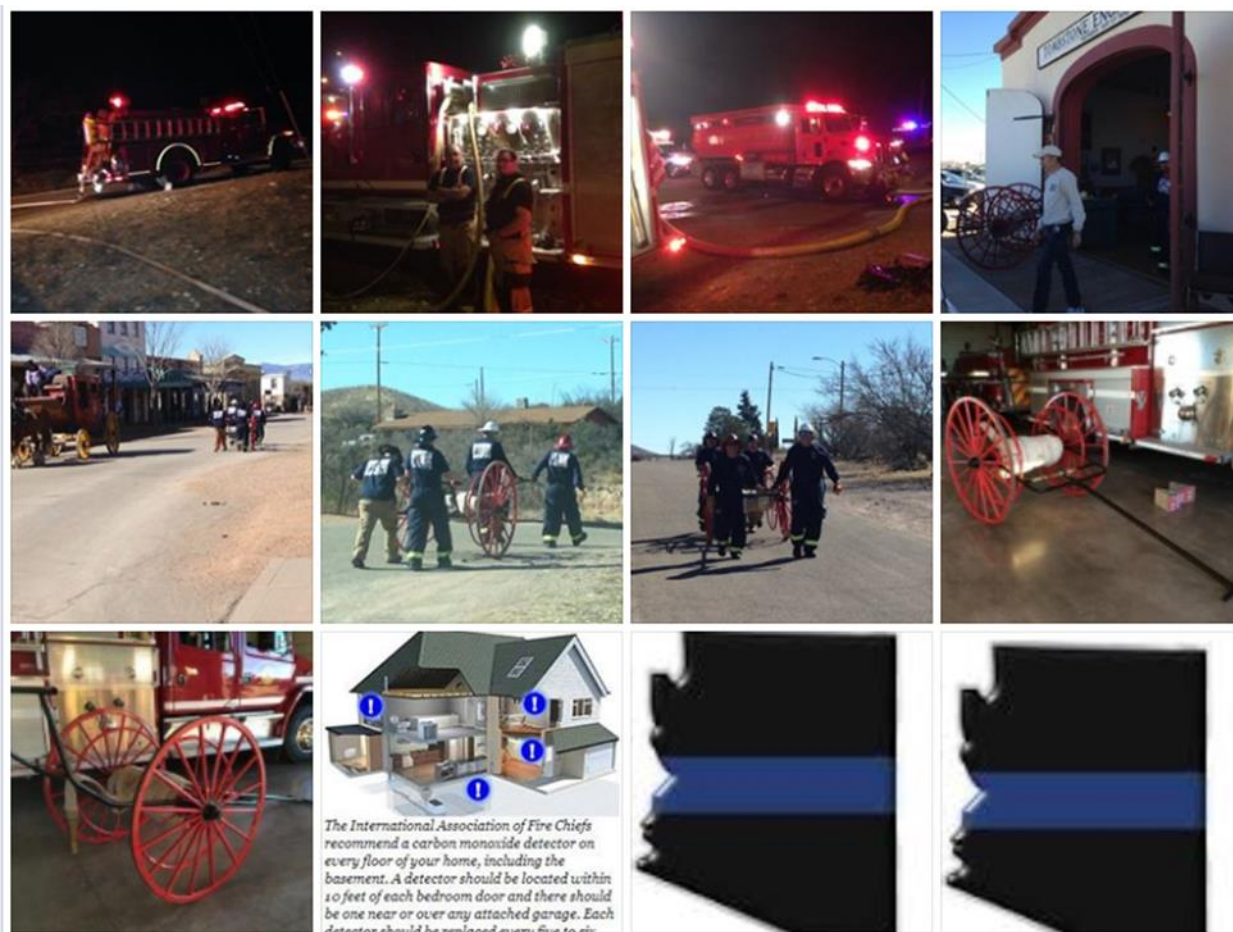 TOMBSTONE ENG
The International Association of Fire Chiefs
recommend a carbon monoxide detector on
every floor of your home, including the
basement. A detector should be located within
10 feet of each bedroom door and there should
be one near or over any attached garage. Each
detector should be replaced every five to six